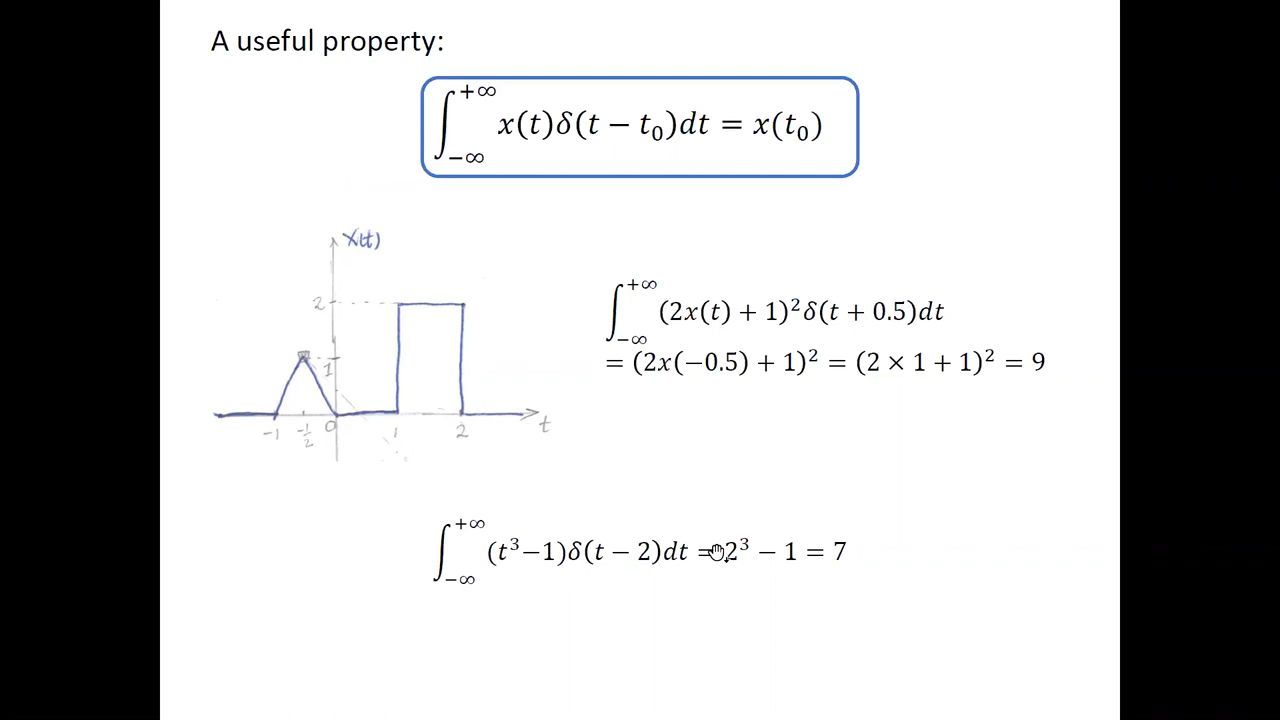 A useful property:
∫_{−∞}^{+∞} x(t)δ(t − t₀)dt = x(t₀)
X(t)
2
1
-1 -1/2 0 1 2 t
∫_{−∞}^{+∞} (2x(t) + 1)²δ(t + 0.5)dt
= (2x(−0.5) + 1)² = (2 × 1 + 1)² = 9
∫_{−∞}^{+∞} (t³−1)δ(t − 2)dt = 2³ − 1 = 7